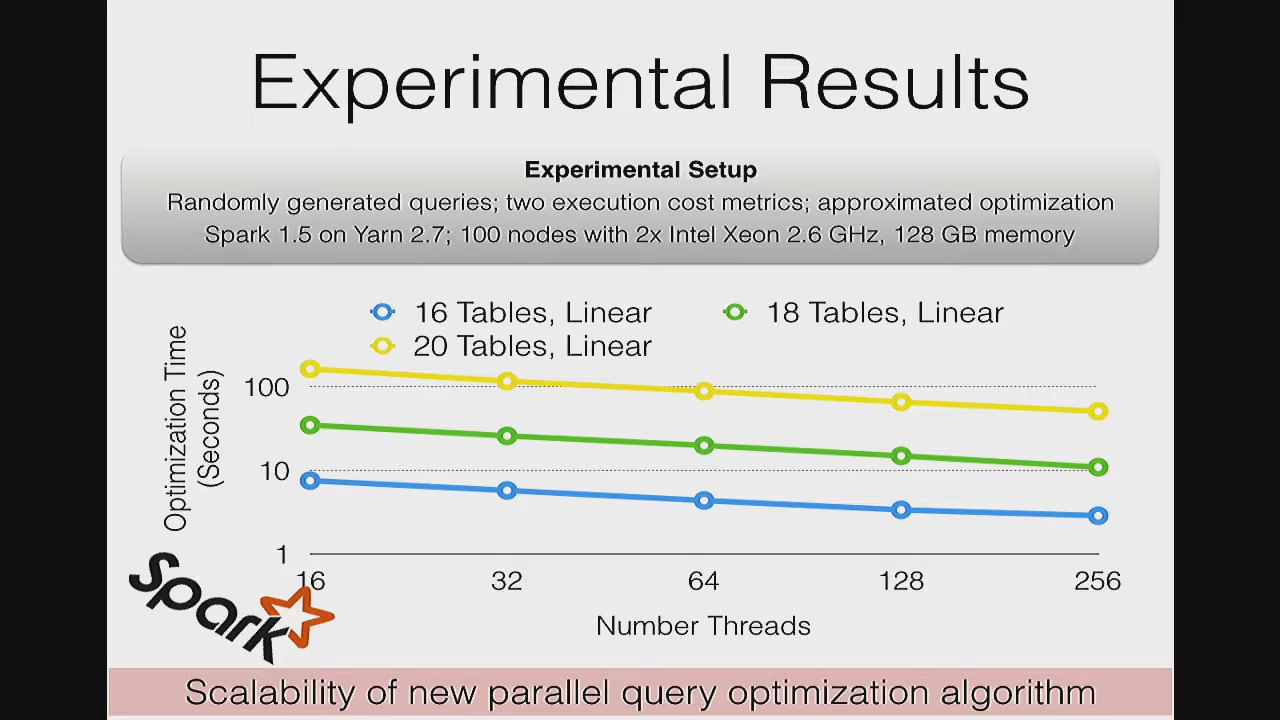 Experimental Results
Experimental Setup
Randomly generated queries; two execution cost metrics; approximated optimization
Spark 1.5 on Yarn 2.7; 100 nodes with 2x Intel Xeon 2.6 GHz, 128 GB memory
16 Tables, Linear
18 Tables, Linear
20 Tables, Linear
Optimization Time
(Seconds)
100
10
1
16
32
64
128
256
Number Threads
Spark
Scalability of new parallel query optimization algorithm